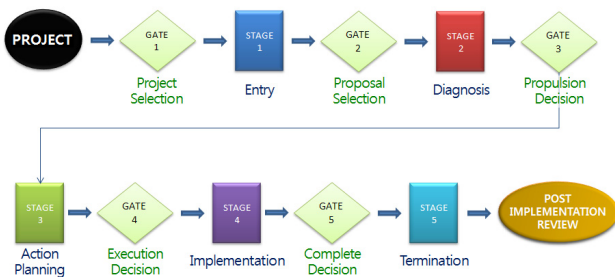 PROJECT
GATE
1
Project
Selection
STAGE
1
Entry
GATE
2
Proposal
Selection
STAGE
2
Diagnosis
GATE
3
Propulsion
Decision
STAGE
3
Action
Planning
GATE
4
Execution
Decision
STAGE
4
Implementation
GATE
5
Complete
Decision
STAGE
5
Termination
POST
IMPLEMENTATION
REVIEW